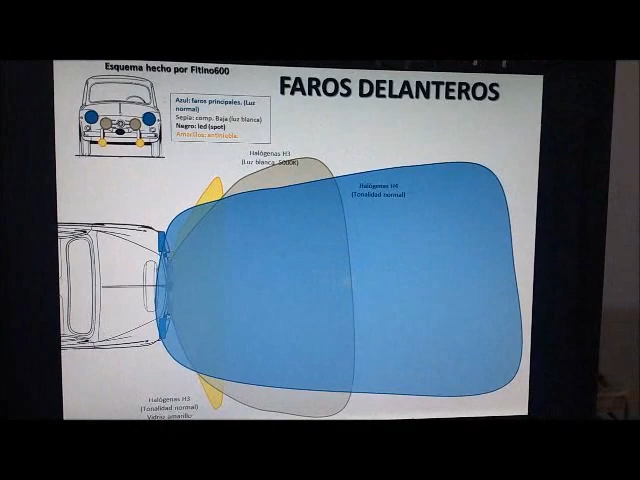 Esquema hecho por Fitino600
FAROS DELANTEROS
Azul: faros principales. (Luz
normal)
Sepia: comp. Baja (luz blanca)
Negro: led (spot)
Amarillos: antiniebla.
Halógenas H3
(Luz blanca 5000K)
Halógenas H4
(Tonalidad normal)
Halógenas H3
(Tonalidad normal)
Vidrio amarillo